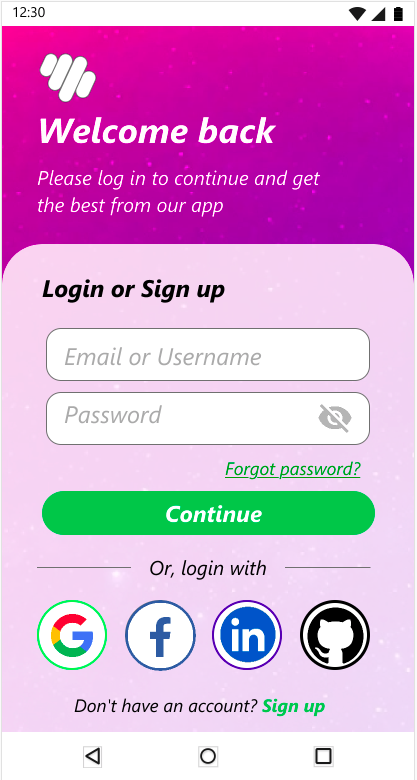 12:30
Welcome back
Please log in to continue and get
the best from our app
Login or Sign up
Email or Username
Password
Forgot password?
Continue
Or, login with
Don't have an account? Sign up